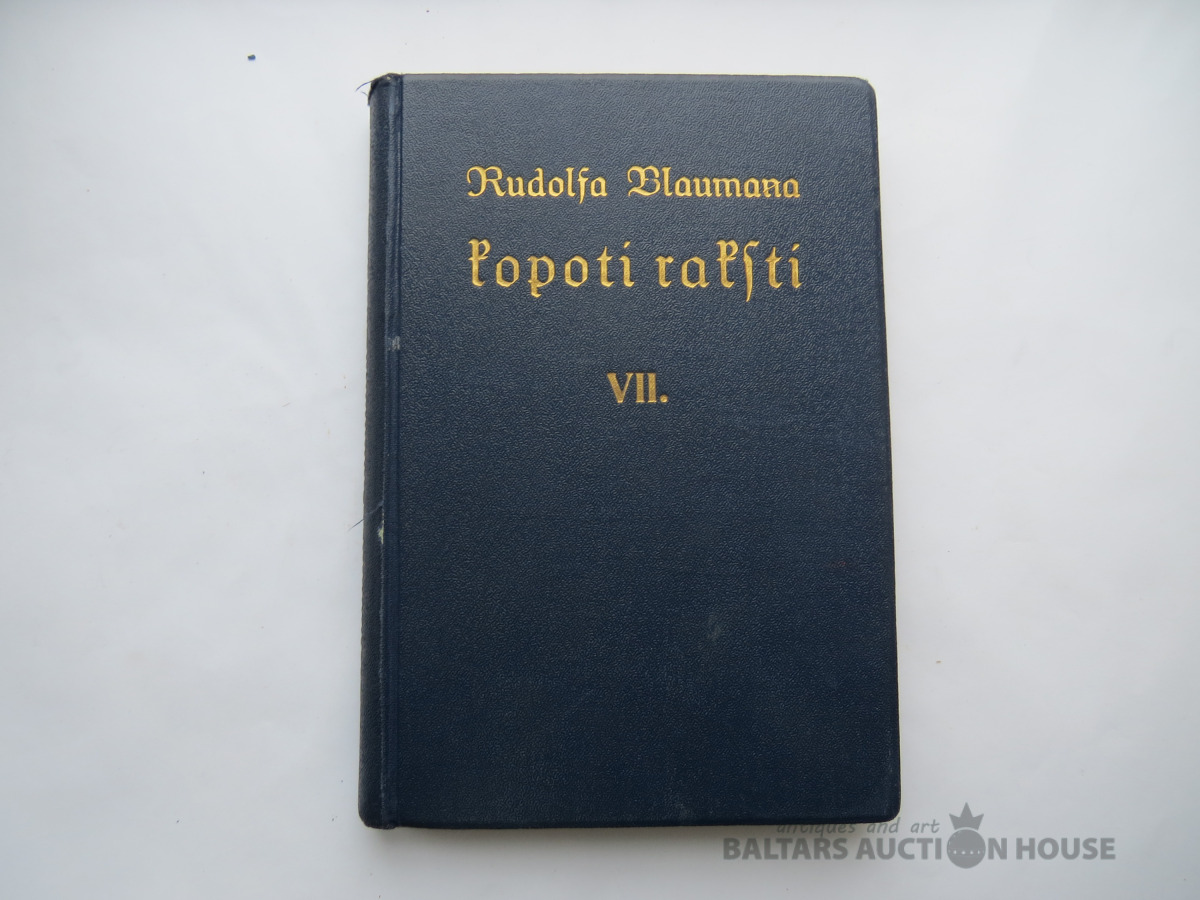 Rudolfa Blaumana
kopoti rakſti
VII.
antiques and art
BALTARS AUCTION HOUSE